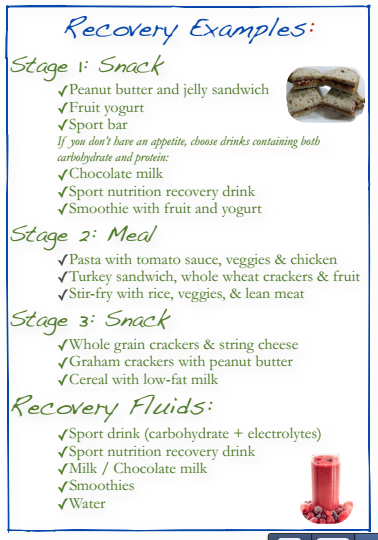 Recovery Examples:
Stage 1: Snack
✓Peanut butter and jelly sandwich
✓Fruit yogurt
✓Sport bar
If you don't have an appetite, choose drinks containing both
carbohydrate and protein:
✓Chocolate milk
✓Sport nutrition recovery drink
✓Smoothie with fruit and yogurt
Stage 2: Meal
✓Pasta with tomato sauce, veggies & chicken
✓Turkey sandwich, whole wheat crackers & fruit
✓Stir-fry with rice, veggies, & lean meat
Stage 3: Snack
✓Whole grain crackers & string cheese
✓Graham crackers with peanut butter
✓Cereal with low-fat milk
Recovery Fluids:
✓Sport drink (carbohydrate + electrolytes)
✓Sport nutrition recovery drink
✓Milk / Chocolate milk
✓Smoothies
✓Water